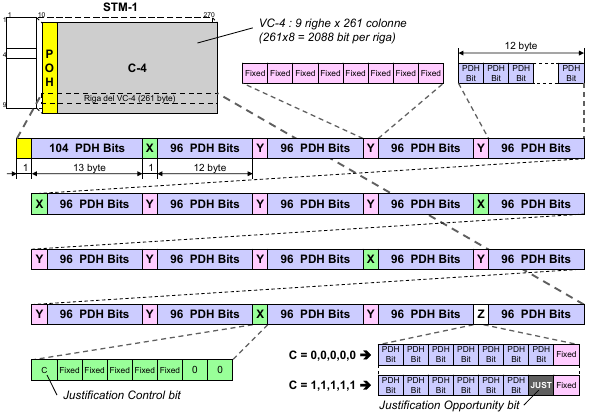 STM-1
1
10
270
1
4
9
P
O
H
C-4
Riga del VC-4 (261 byte)
VC-4 : 9 righe x 261 colonne
(261x8 = 2088 bit per riga)
12 byte
Fixed Fixed Fixed Fixed Fixed Fixed Fixed Fixed
PDH Bit PDH Bit PDH Bit PDH Bit
104 PDH Bits X 96 PDH Bits Y 96 PDH Bits Y 96 PDH Bits Y 96 PDH Bits
1 13 byte 1 12 byte
X 96 PDH Bits Y 96 PDH Bits Y 96 PDH Bits Y 96 PDH Bits X 96 PDH Bits
Y 96 PDH Bits Y 96 PDH Bits Y 96 PDH Bits X 96 PDH Bits Y 96 PDH Bits
Y 96 PDH Bits Y 96 PDH Bits X 96 PDH Bits Y 96 PDH Bits Z 96 PDH Bits
C = 0,0,0,0,0 ➔ PDH Bit PDH Bit PDH Bit PDH Bit PDH Bit PDH Bit PDH Bit Fixed
C Fixed Fixed Fixed Fixed Fixed 0 0
C = 1,1,1,1,1 ➔ PDH Bit PDH Bit PDH Bit PDH Bit PDH Bit PDH Bit JUST Fixed
Justification Control bit
Justification Opportunity bit